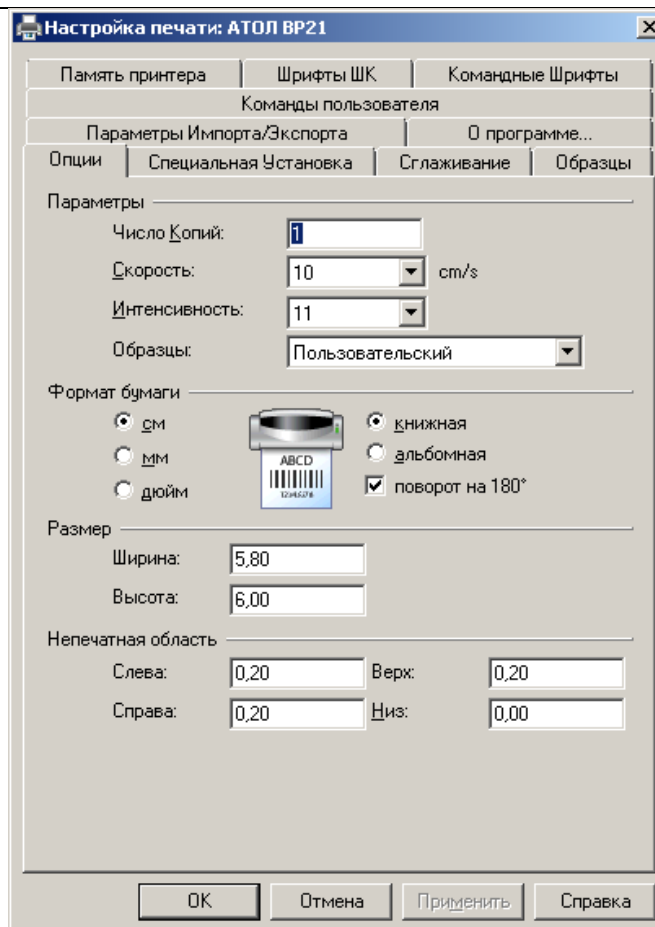 Настройка печати: АТОЛ ВР21
Память принтера Шрифты ШК Командные Шрифты
Команды пользователя
Параметры Импорта/Экспорта О программе...
Опции Специальная Установка Сглаживание Образцы
Параметры
Число Копий: 1
Скорость: 10 cm/s
Интенсивность: 11
Образцы: Пользовательский
Формат бумаги
см книжная
мм ABCD альбомная
дюйм 12345678 поворот на 180°
Размер
Ширина: 5,80
Высота: 6,00
Непечатная область
Слева: 0,20 Верх: 0,20
Справа: 0,20 Низ: 0,00
OK Отмена Применить Справка